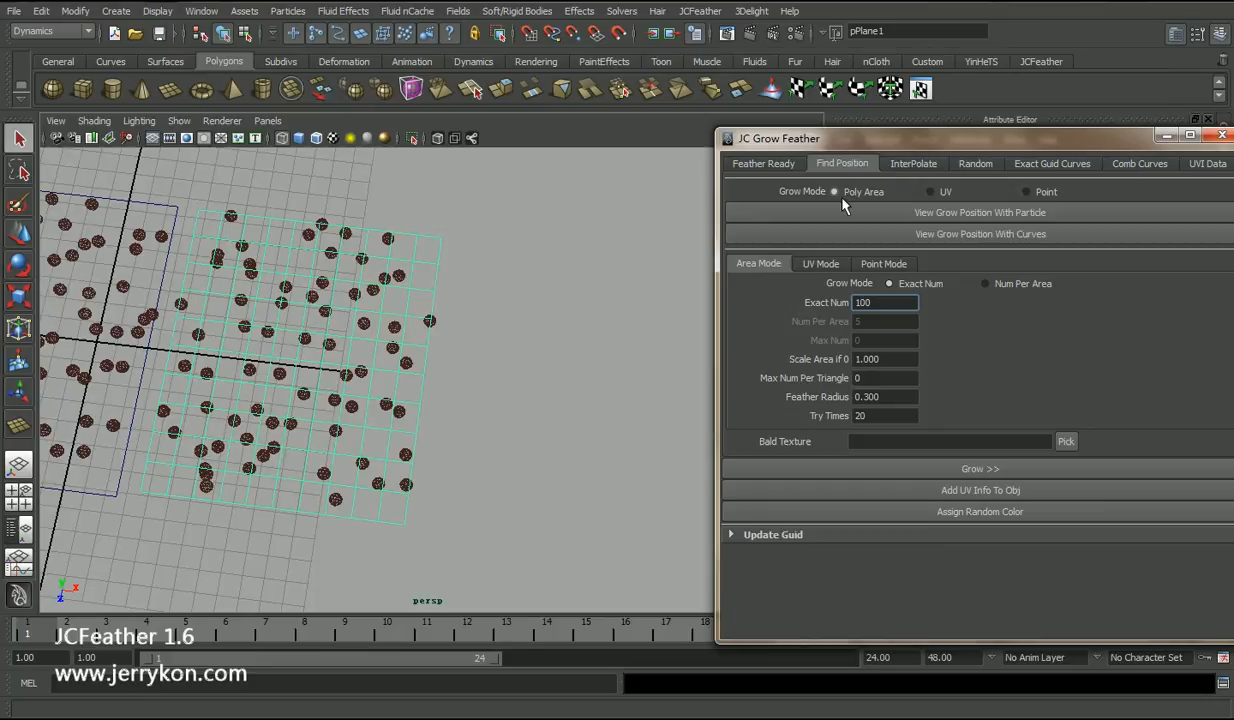 File Edit Modify Create Display Window Assets Particles Fluid Effects Fluid nCache Fields Soft/Rigid Bodies Effects Solvers Hair JCFeather 3Delight Help
Dynamics pPlane1
General Curves Surfaces Polygons Subdivs Deformation Animation Dynamics Rendering PaintEffects Toon Muscle Fluids Fur Hair nCloth Custom YinHeTS JCFeather
View Shading Lighting Show Renderer Panels
Attribute Editor
JC Grow Feather
Feather Ready Find Position InterPolate Random Exact Guid Curves Comb Curves UVI Data
Grow Mode Poly Area UV Point
View Grow Position With Particle
View Grow Position With Curves
Area Mode UV Mode Point Mode
Grow Mode Exact Num Num Per Area
Exact Num 100
Num Per Area 5
Max Num 0
Scale Area if 0 1.000
Max Num Per Triangle 0
Feather Radius 0.300
Try Times 20
Bald Texture Pick
Grow >>
Add UV Info To Obj
Assign Random Color
Update Guid
y x z
persp
1 2 3 4 5 6 7 8 9 10 11 12 13 14 15 16 17 18
1
JCFeather 1.6
1.00 1.00 1 24 24.00 48.00 No Anim Layer No Character Set
www.jerrykon.com
MEL